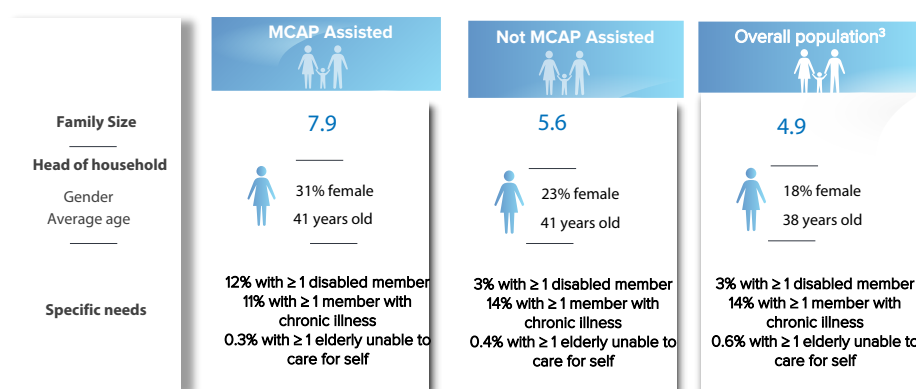 MCAP Assisted
Not MCAP Assisted
Overall population³
Family Size
7.9
5.6
4.9
Head of household
Gender
Average age
31% female
41 years old
23% female
41 years old
18% female
38 years old
Specific needs
12% with ≥ 1 disabled member
11% with ≥ 1 member with
chronic illness
0.3% with ≥ 1 elderly unable to
care for self
3% with ≥ 1 disabled member
14% with ≥ 1 member with
chronic illness
0.4% with ≥ 1 elderly unable to
care for self
3% with ≥ 1 disabled member
14% with ≥ 1 member with
chronic illness
0.6% with ≥ 1 elderly unable to
care for self